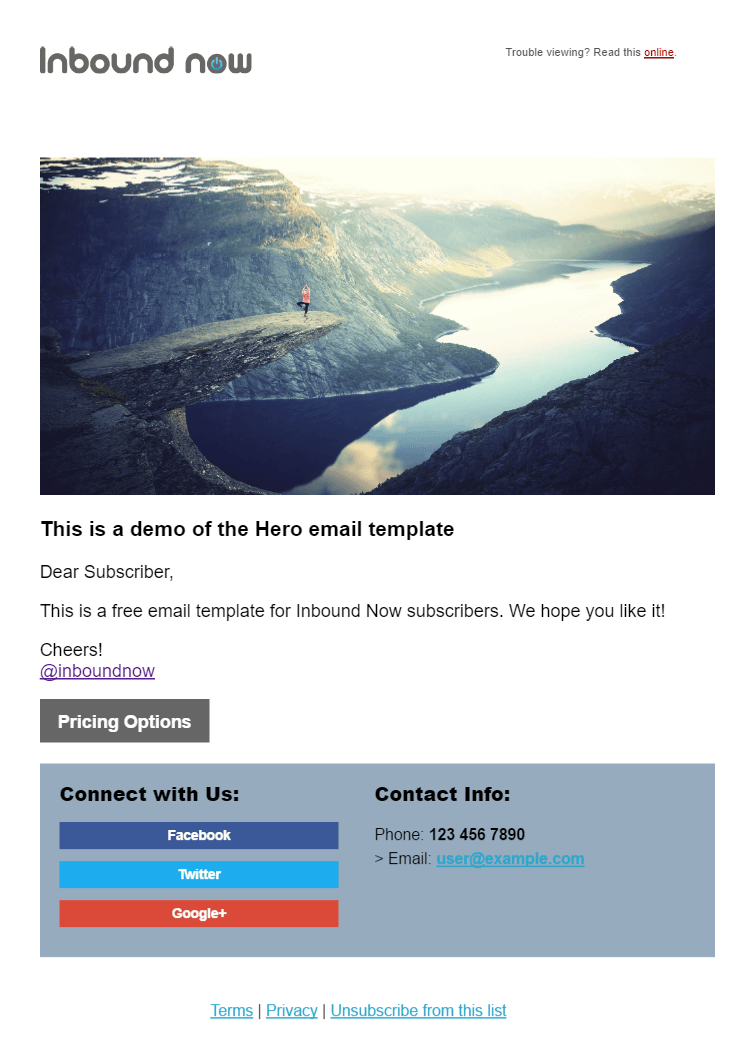 Inbound now
Trouble viewing? Read this online.
This is a demo of the Hero email template
Dear Subscriber,
This is a free email template for Inbound Now subscribers. We hope you like it!
Cheers!
@inboundnow
Pricing Options
Connect with Us:
Facebook
Twitter
Google+
Contact Info:
Phone: 123 456 7890
> Email: user@example.com
Terms | Privacy | Unsubscribe from this list